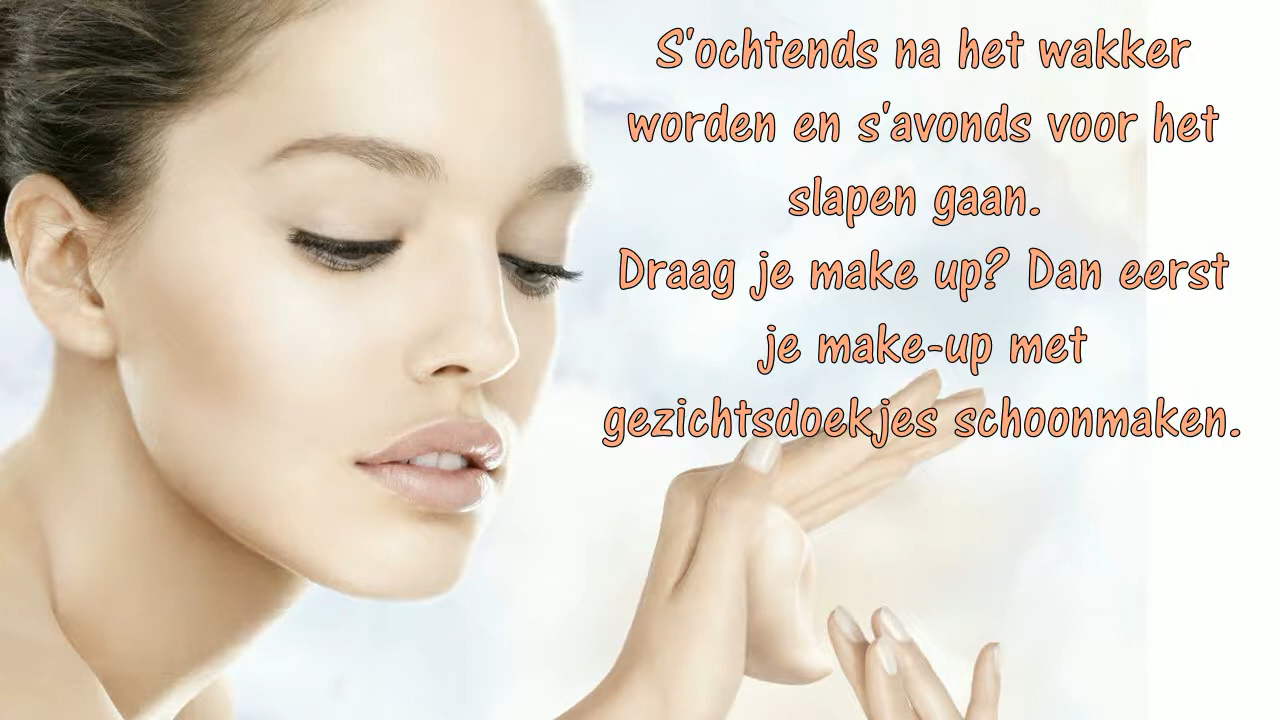 S'ochtends na het wakker
worden en s'avonds voor het
slapen gaan.
Draag je make up? Dan eerst
je make-up met
gezichtsdoekjes schoonmaken.